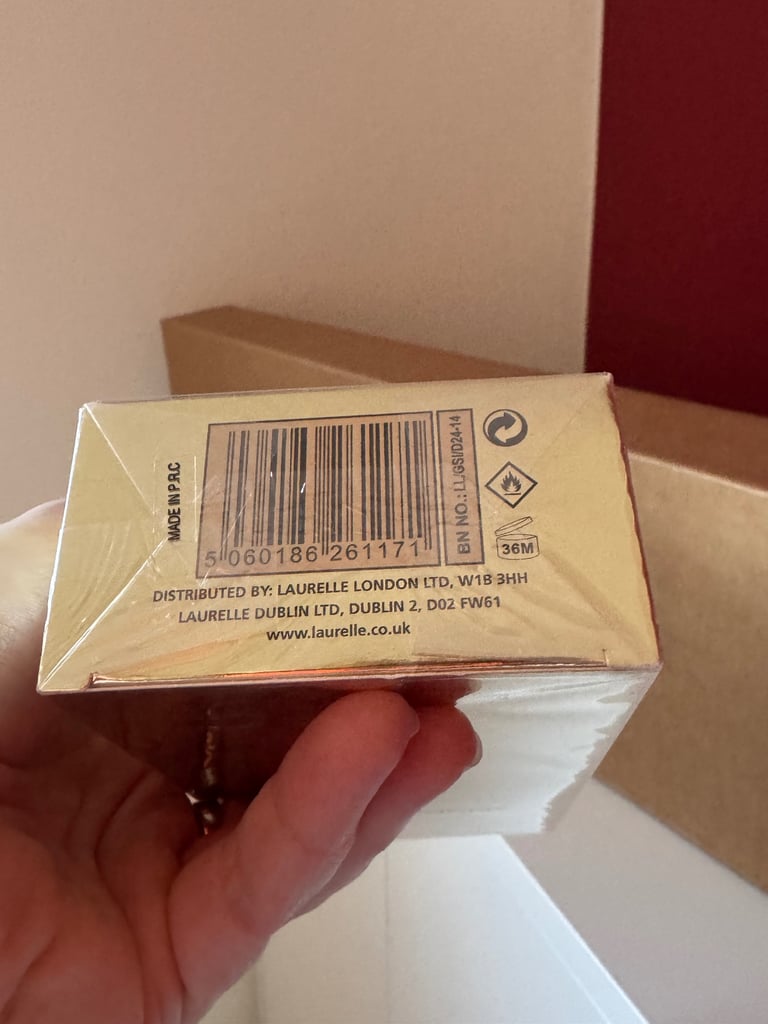 MADE IN P.R.C
5 060186 261171
BN NO.: LL/GSI/D24-14
36M
DISTRIBUTED BY: LAURELLE LONDON LTD, W1B 3HH
LAURELLE DUBLIN LTD, DUBLIN 2, D02 FW61
www.laurelle.co.uk